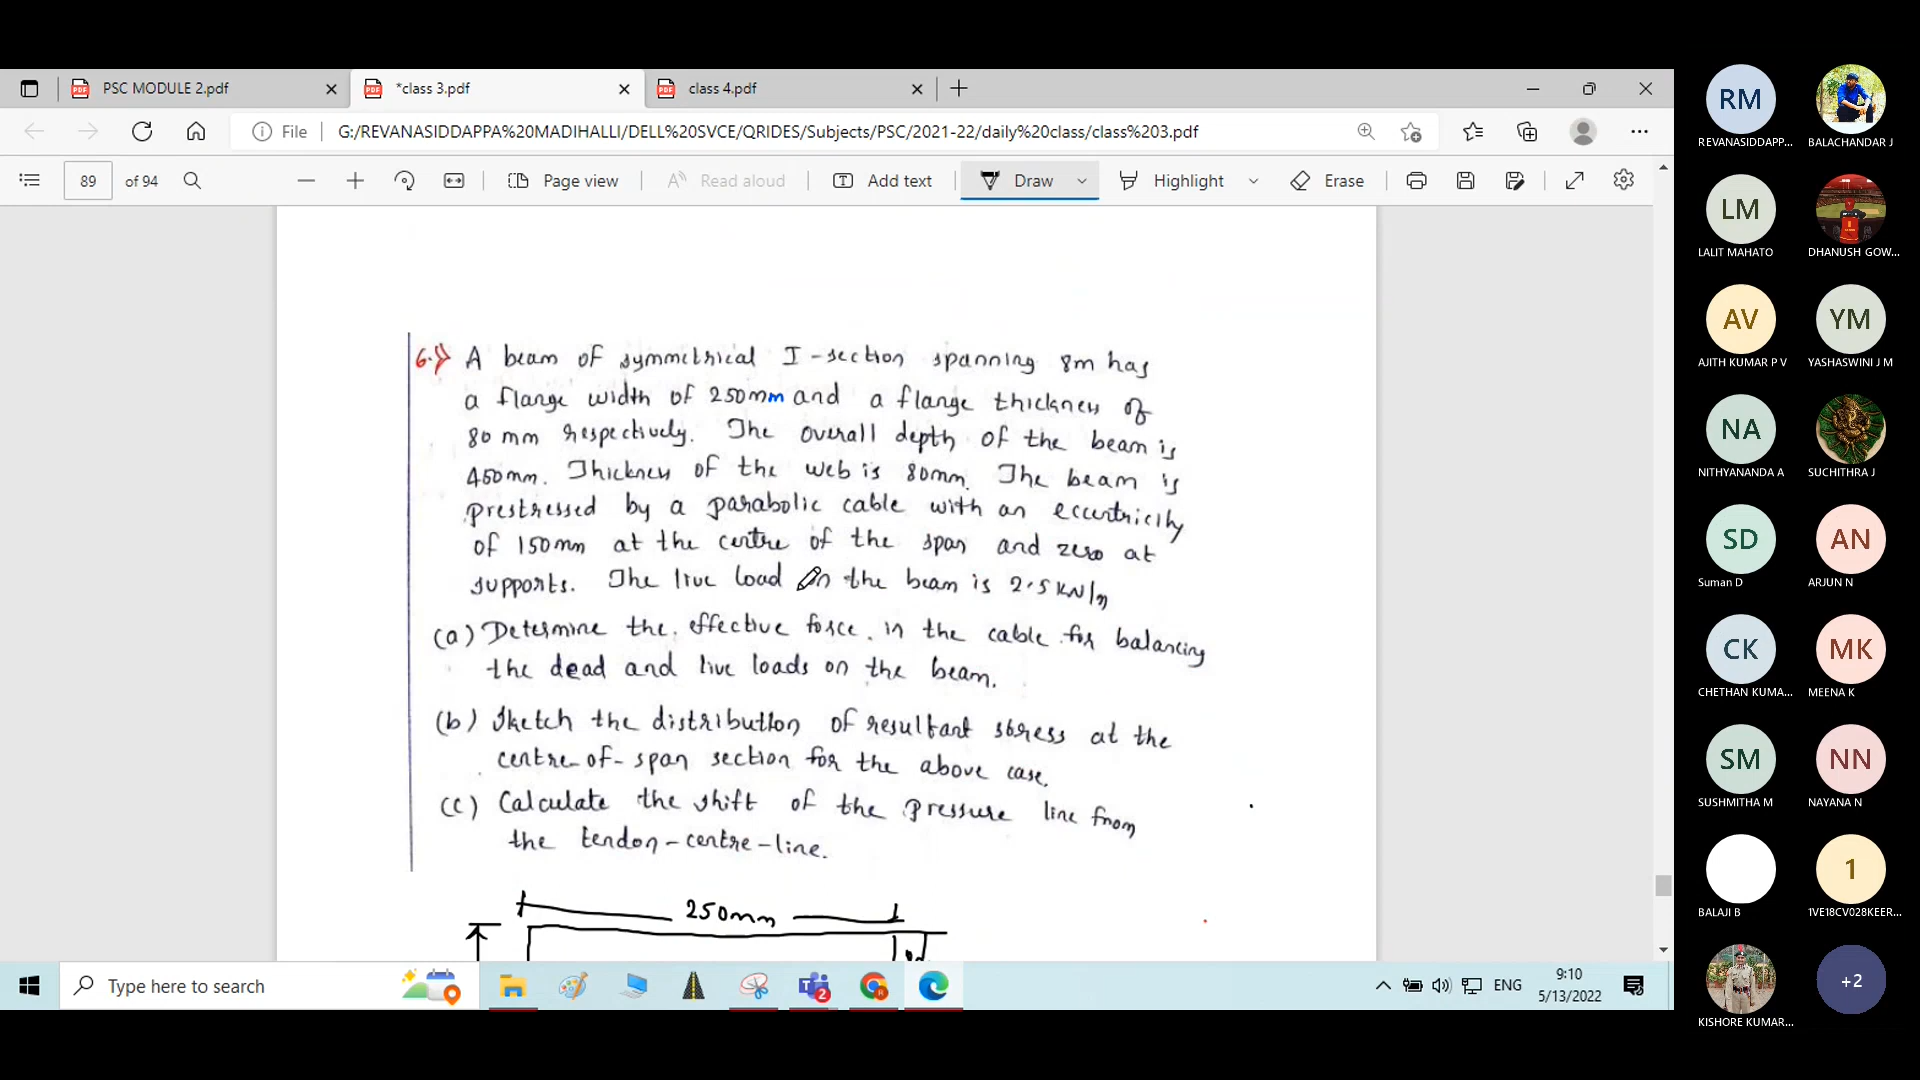 PSC MODULE 2.pdf
*class 3.pdf
class 4.pdf
File
G:/REVANASIDDAPPA%20MADIHALLI/DELL%20SVCE/QRIDES/Subjects/PSC/2021-22/daily%20class/class%203.pdf
89 of 94
Page view
Read aloud
Add text
Draw
Highlight
Erase
6.) A beam of symmetrical I-section spanning 8m has
a flange width of 250mm and a flange thickness of
80 mm respectively. The overall depth of the beam is
450mm. Thickness of the web is 80mm. The beam is
prestressed by a parabolic cable with an eccentricity
of 150mm at the centre of the span and zero at
supports. The live load on the beam is 2.5 KN/m
(a) Determine the effective force in the cable for balancing
the dead and live loads on the beam.
(b) Sketch the distribution of resultant stress at the
centre-of-span section for the above case.
(c) Calculate the shift of the pressure line from
the tendon-centre-line.
250mm
RM
REVANASIDDAPP...
BALACHANDAR J
LM
LALIT MAHATO
DHANUSH GOW...
AV
AJITH KUMAR P V
YM
YASHASWINI J M
NA
NITHYANANDA A
SUCHITHRA J
SD
Suman D
AN
ARJUN N
CK
CHETHAN KUMA...
MK
MEENA K
SM
SUSHMITHA M
NN
NAYANA N
BALAJI B
1
1VE18CV028KEER...
KISHORE KUMAR...
+2
Type here to search
2
ENG
9:10
5/13/2022